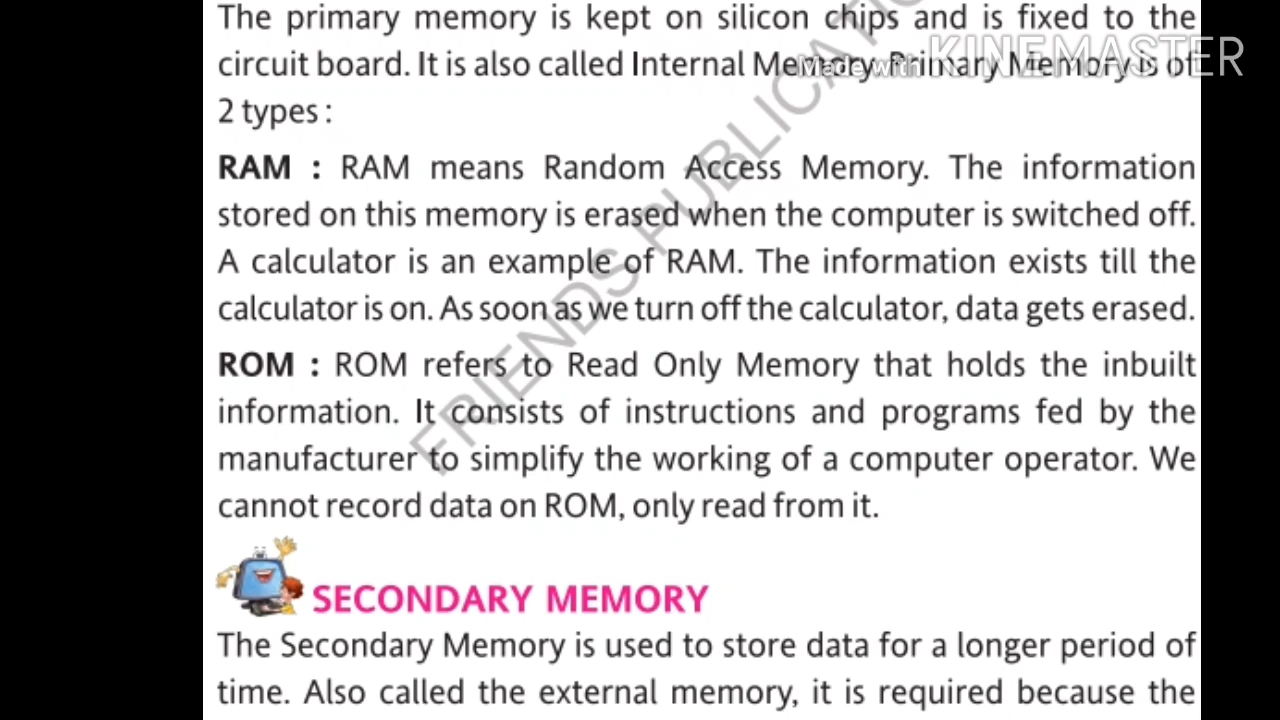 The primary memory is kept on silicon chips and is fixed to the
circuit board. It is also called Internal Memory. Primary Memory is of
Made with KINEMASTER
2 types :
RAM : RAM means Random Access Memory. The information
stored on this memory is erased when the computer is switched off.
A calculator is an example of RAM. The information exists till the
calculator is on. As soon as we turn off the calculator, data gets erased.
ROM : ROM refers to Read Only Memory that holds the inbuilt
information. It consists of instructions and programs fed by the
manufacturer to simplify the working of a computer operator. We
cannot record data on ROM, only read from it.
FRIENDS PUBLICATIO
SECONDARY MEMORY
The Secondary Memory is used to store data for a longer period of
time. Also called the external memory, it is required because the